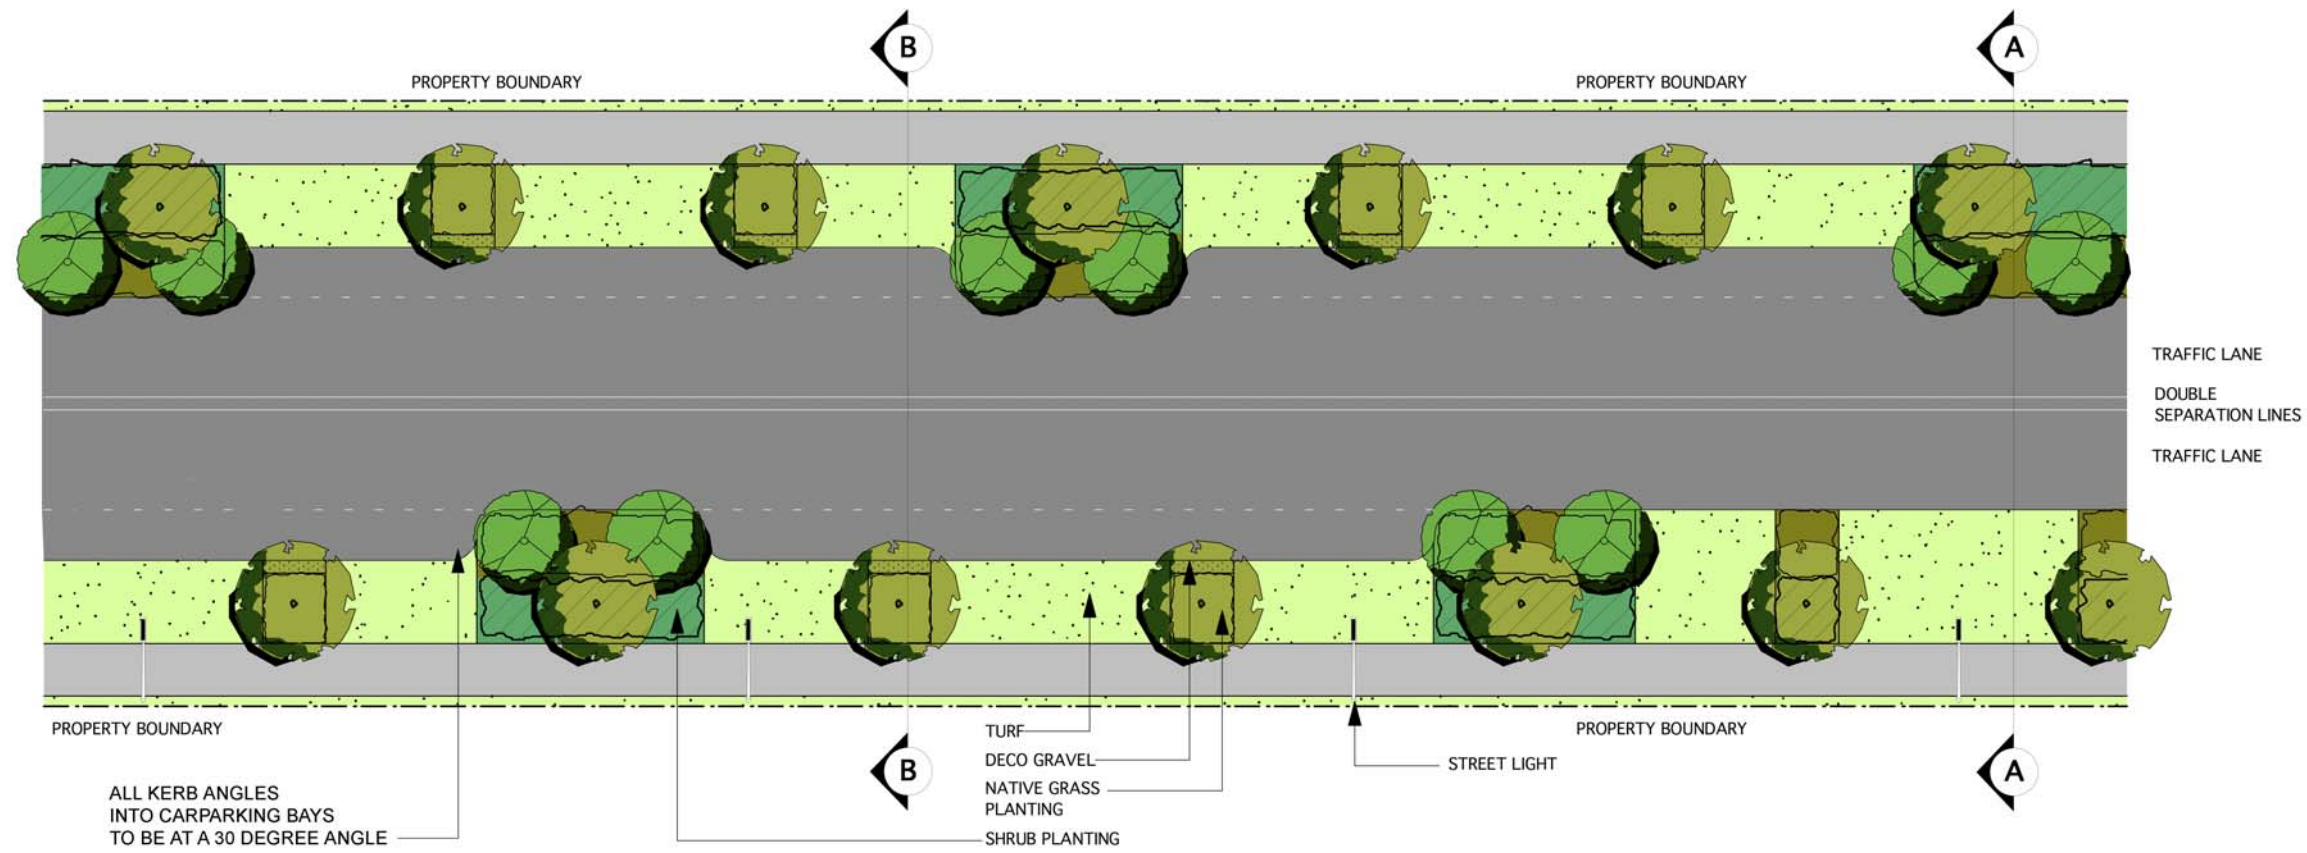 B
A
PROPERTY BOUNDARY
PROPERTY BOUNDARY
TRAFFIC LANE
DOUBLE
SEPARATION LINES
TRAFFIC LANE
PROPERTY BOUNDARY
PROPERTY BOUNDARY
TURF
DECO GRAVEL
NATIVE GRASS
PLANTING
SHRUB PLANTING
STREET LIGHT
B
A
ALL KERB ANGLES
INTO CARPARKING BAYS
TO BE AT A 30 DEGREE ANGLE